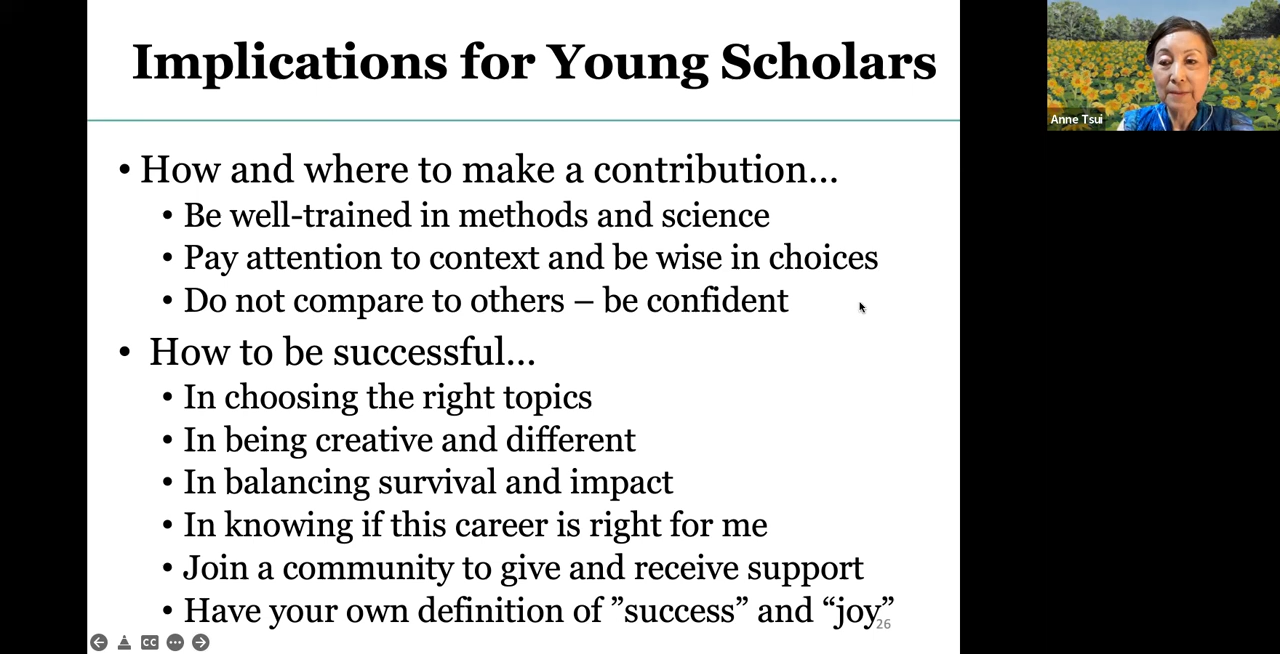 Implications for Young Scholars
• How and where to make a contribution...
• Be well-trained in methods and science
• Pay attention to context and be wise in choices
• Do not compare to others – be confident
• How to be successful...
• In choosing the right topics
• In being creative and different
• In balancing survival and impact
• In knowing if this career is right for me
• Join a community to give and receive support
• Have your own definition of ”success” and “joy”
26
CC
Anne Tsui